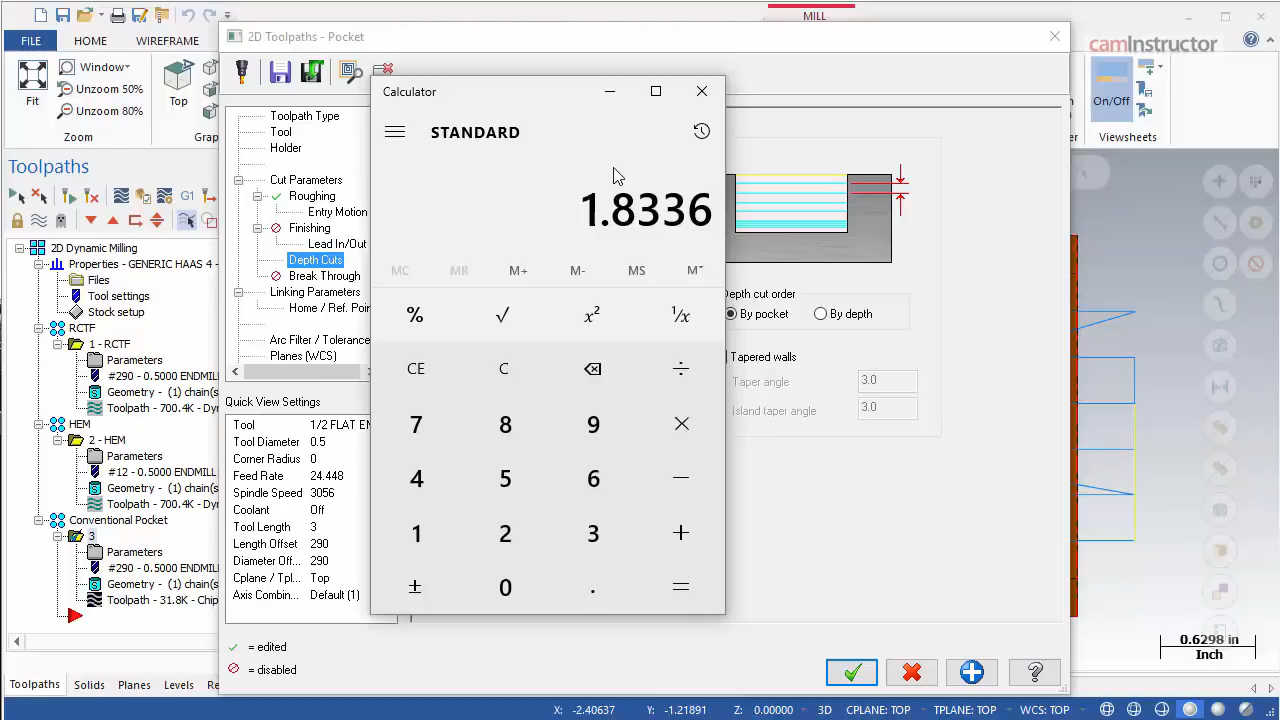 MILL
FILE
HOME
WIREFRAME
2D Toolpaths - Pocket
camInstructor
Fit
Window
Unzoom 50%
Unzoom 80%
Zoom
Top
On/Off
Viewsheets
Toolpaths
2D Dynamic Milling
Properties - GENERIC HAAS 4 -
Files
Tool settings
Stock setup
RCTF
1 - RCTF
Parameters
#290 - 0.5000 ENDMILL
Geometry - (1) chain(s
Toolpath - 700.4K - Dyr
HEM
2 - HEM
Parameters
#12 - 0.5000 ENDMILL
Geometry - (1) chain(s
Toolpath - 700.4K - Dyr
Conventional Pocket
3
Parameters
#290 - 0.5000 ENDMILL
Geometry - (1) chain(s
Toolpath - 31.8K - Chip
Toolpaths
Solids
Planes
Levels
Toolpath Type
Tool
Holder
Cut Parameters
Roughing
Entry Motion
Finishing
Lead In/Out
Depth Cuts
Break Through
Linking Parameters
Home / Ref. Point
Arc Filter / Tolerance
Planes (WCS)
Quick View Settings
Tool 1/2 FLAT EN
Tool Diameter 0.5
Corner Radius 0
Feed Rate 24.448
Spindle Speed 3056
Coolant Off
Tool Length 3
Length Offset 290
Diameter Off... 290
Cplane / Tpl... Top
Axis Combin... Default (1)
= edited
= disabled
Calculator
STANDARD
1.8336
MC MR M+ M- MS M˅
% √ x² ¹/x
CE C ⌫ ÷
7 8 9 ×
4 5 6 −
1 2 3 +
± 0 . =
Depth cut order
By pocket
By depth
Tapered walls
Taper angle 3.0
Island taper angle 3.0
0.6298 in
Inch
X: -2.40637 Y: -1.21891 Z: 0.00000 3D CPLANE: TOP TPLANE: TOP WCS: TOP